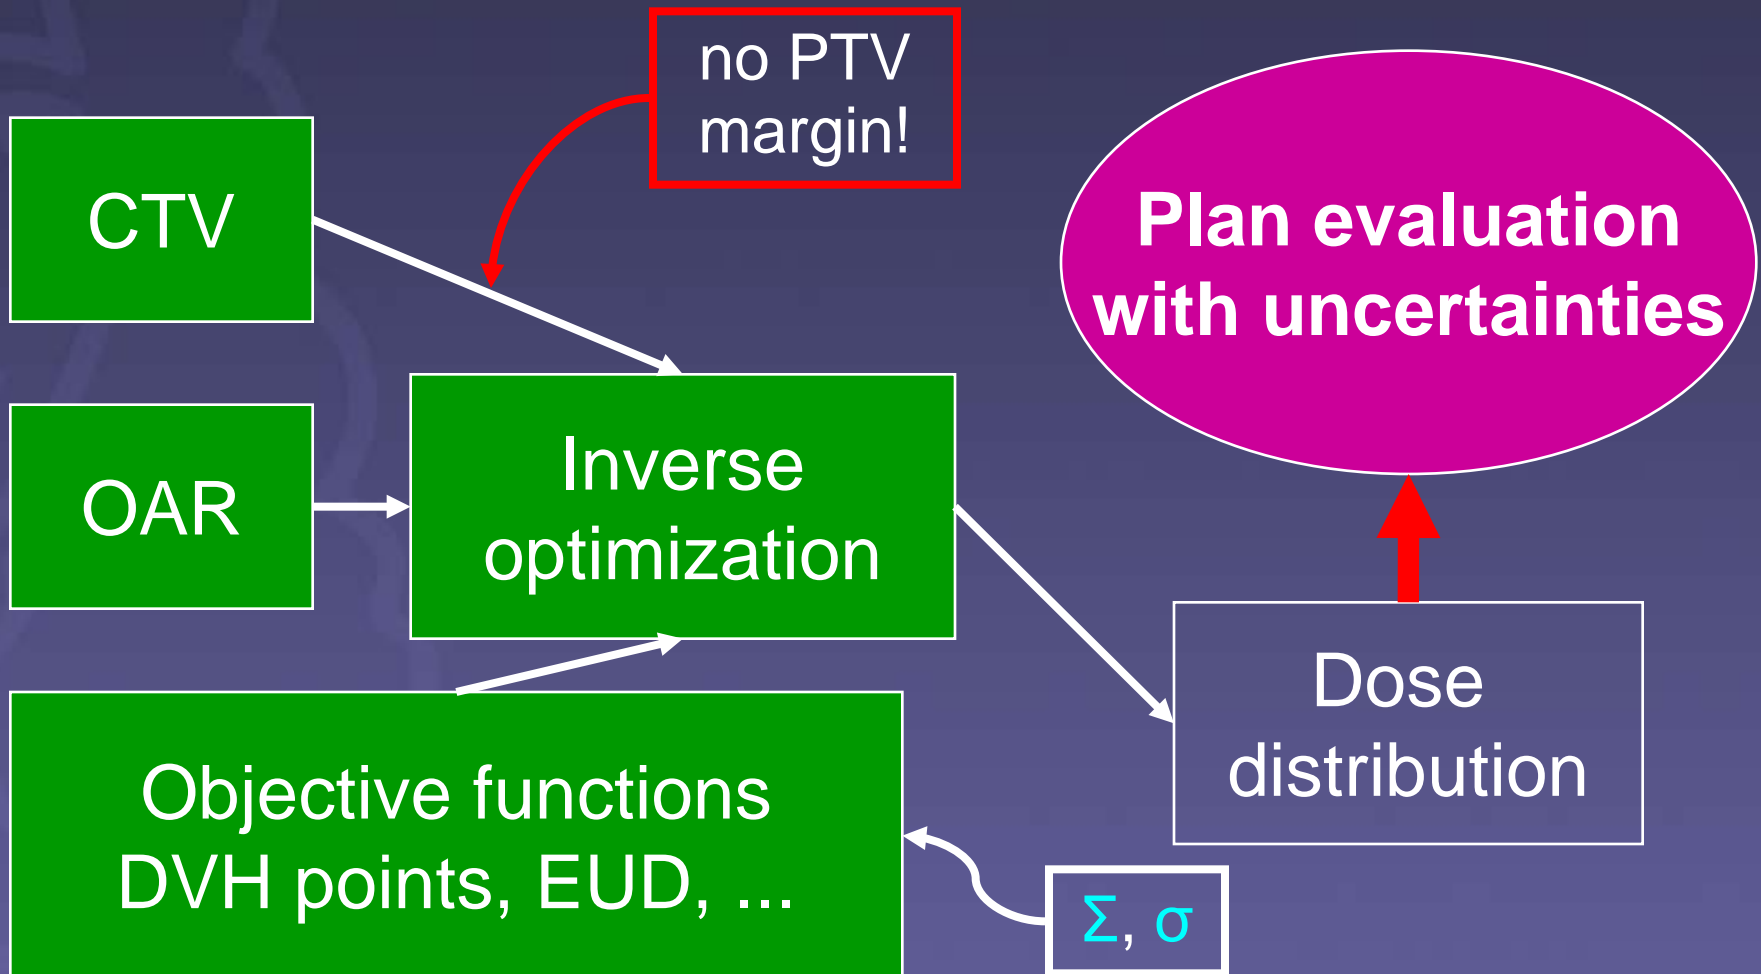 no PTV
margin!
CTV
Plan evaluation
with uncertainties
OAR
Inverse
optimization
Dose
distribution
Objective functions
DVH points, EUD, ...
Σ, σ